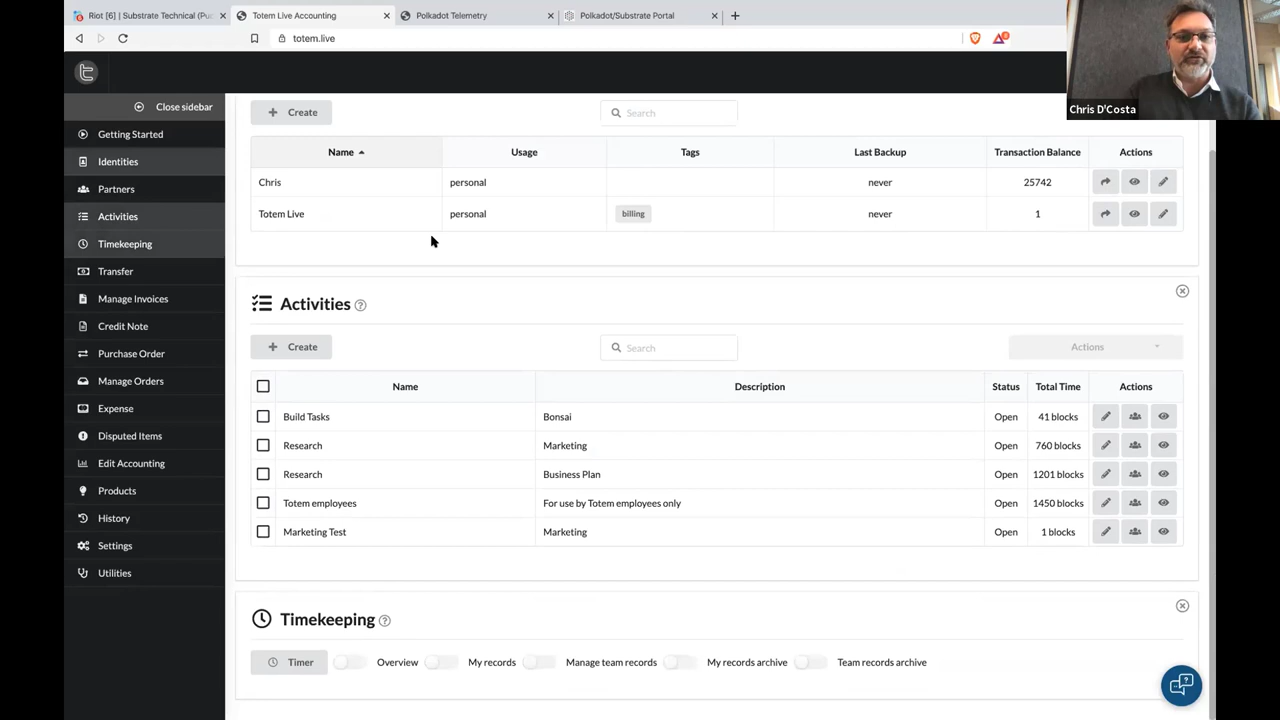 Riot [6] | Substrate Technical (Pu
Totem Live Accounting
Polkadot Telemetry
Polkadot/Substrate Portal
totem.live
Chris D'Costa
Close sidebar
Getting Started
Identities
Partners
Activities
Timekeeping
Transfer
Manage Invoices
Credit Note
Purchase Order
Manage Orders
Expense
Disputed Items
Edit Accounting
Products
History
Settings
Utilities
Create
Search
Name Usage Tags Last Backup Transaction Balance Actions
Chris personal never 25742
Totem Live personal billing never 1
Activities
Create
Search
Actions
Name Description Status Total Time Actions
Build Tasks Bonsai Open 41 blocks
Research Marketing Open 760 blocks
Research Business Plan Open 1201 blocks
Totem employees For use by Totem employees only Open 1450 blocks
Marketing Test Marketing Open 1 blocks
Timekeeping
Timer Overview My records Manage team records My records archive Team records archive